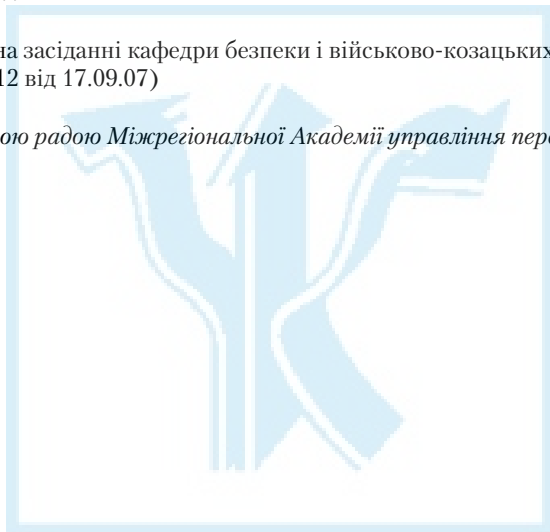 на засіданні кафедри безпеки і військово-козацьких
12 від 17.09.07)
ою радою Міжрегіональної Академії управління пер